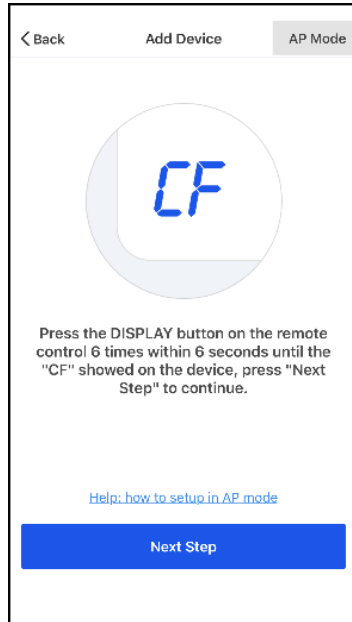 Back
Add Device
AP Mode
CF
Press the DISPLAY button on the remote
control 6 times within 6 seconds until the
"CF" showed on the device, press "Next
Step" to continue.
Help: how to setup in AP mode
Next Step